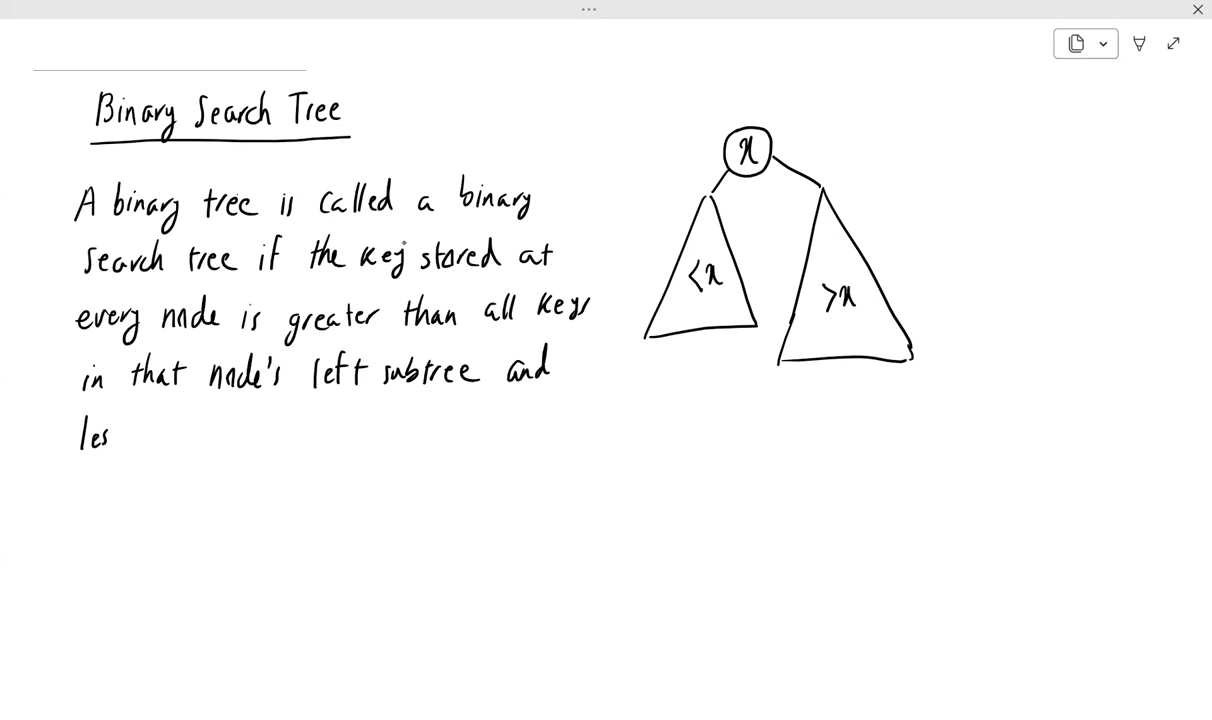 Binary Search Tree
A binary tree is called a binary
search tree if the key stored at
every node is greater than all keys
in that node's left subtree and
les
x
<x
>x